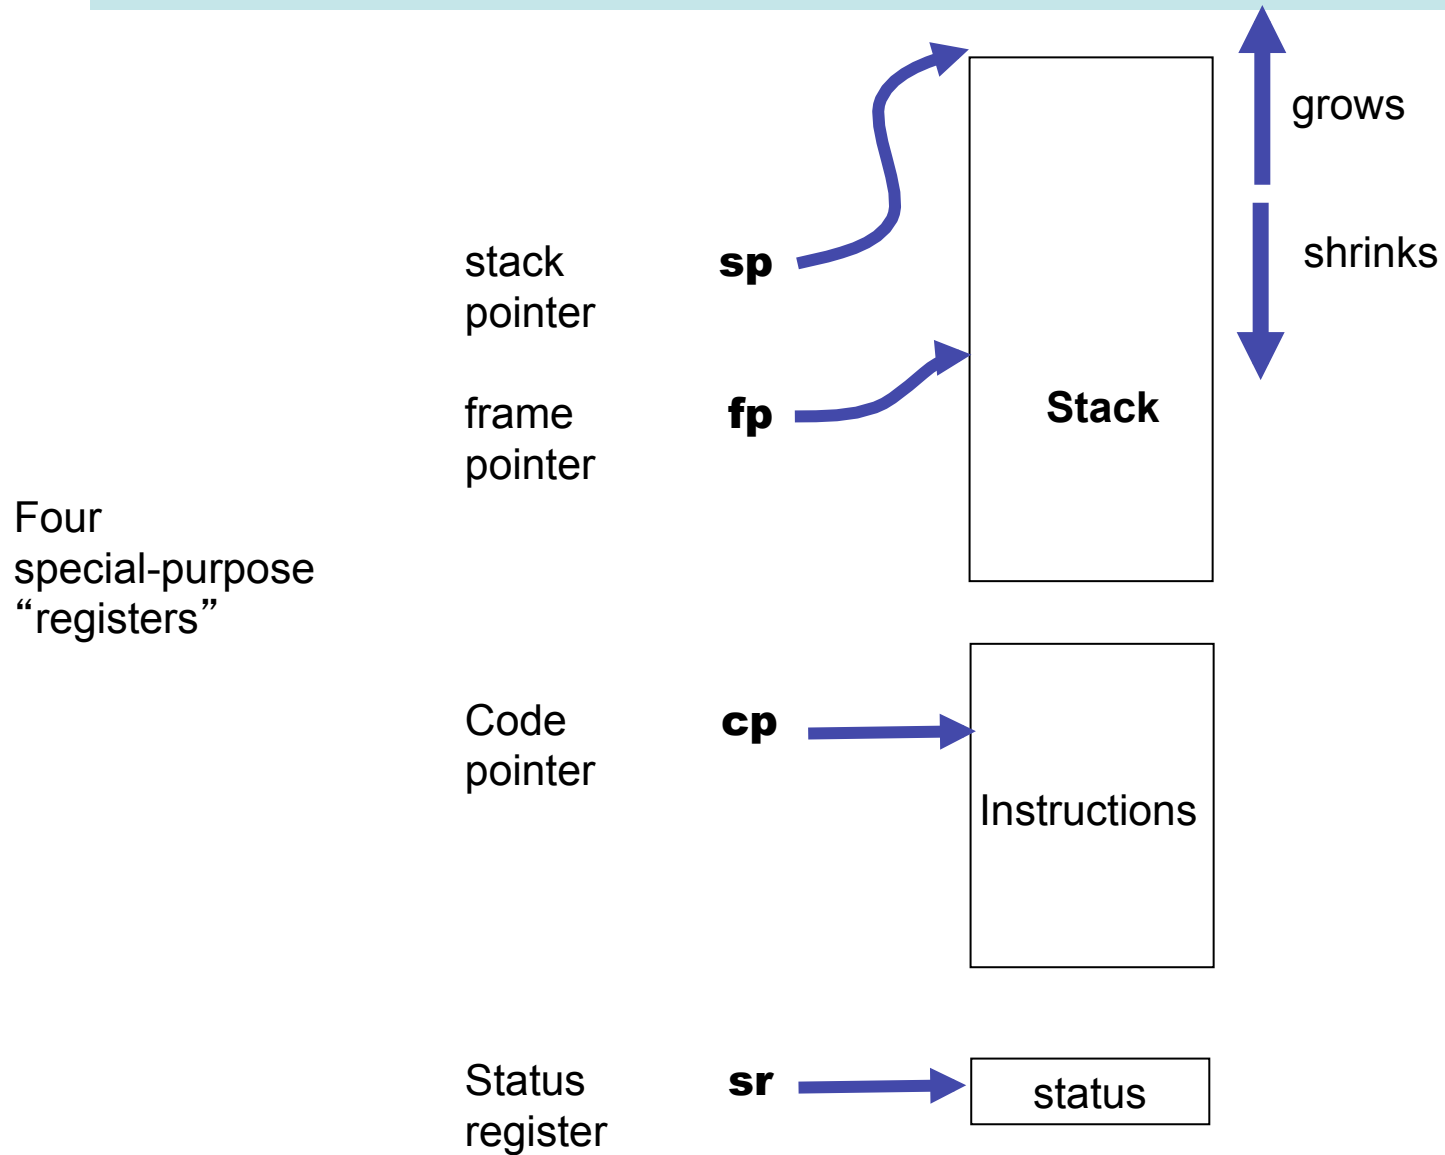 grows
shrinks
stack
pointer
sp
frame
pointer
fp
Stack
Four
special-purpose
“registers”
Code
pointer
cp
Instructions
Status
register
sr
status